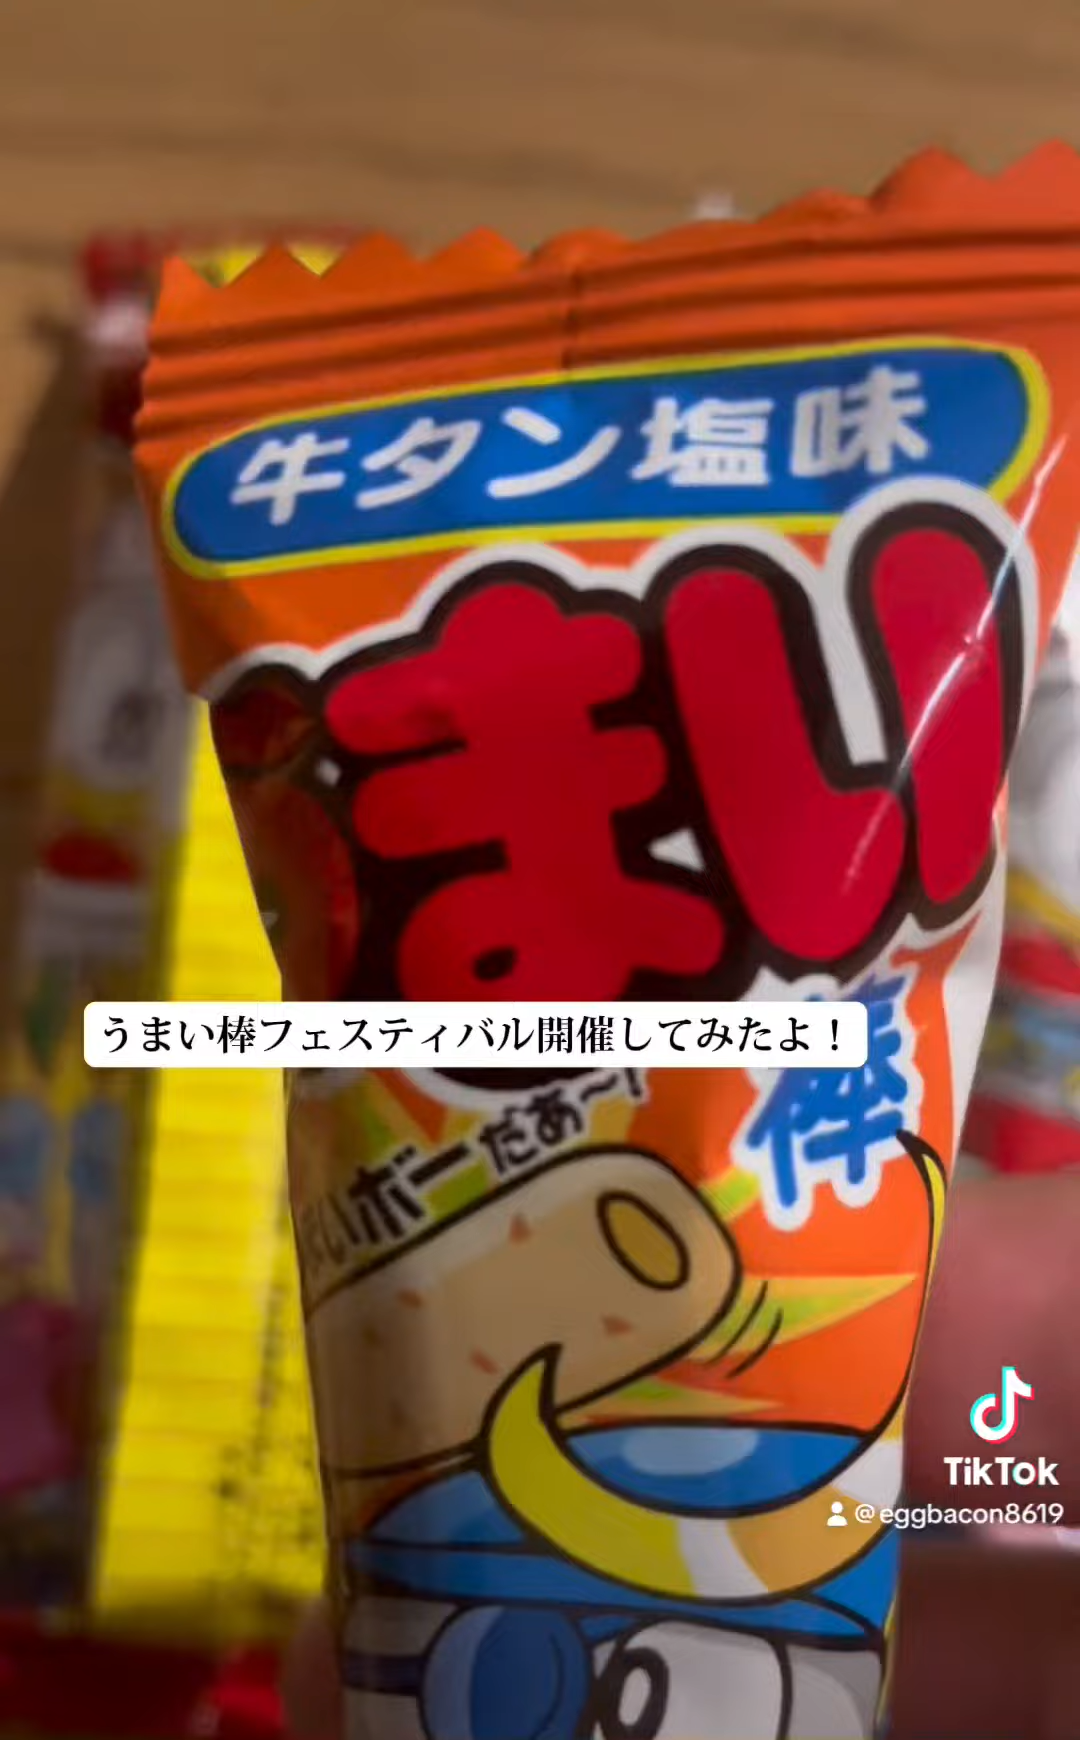 牛タン塩味
まい
棒
うまい棒フェスティバル開催してみたよ！
いボーだあ〜！
TikTok
@eggbacon8619